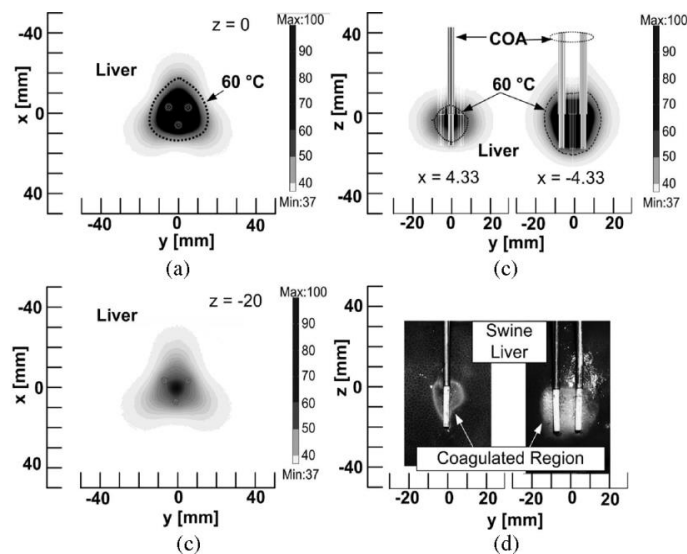 Max:100
-40
z = 0
90
Liver
80
60 °C
x [mm]
0
70
60
50
40
40
Min:37
-40
0
40
y [mm]
(a)
Max:100
-40
COA
90
80
60 °C
z [mm]
0
70
60
Liver
50
x = 4.33
x = -4.33
40
40
Min:37
-20 0 20
-20 0 20
y [mm]
(c)
Max:100
-40
z = -20
Liver
90
80
x [mm]
0
70
60
50
40
40
Min:37
-40
0
40
y [mm]
(c)
-40
Swine
Liver
z [mm]
0
Coagulated Region
40
-20 0 20
-20 0 20
y [mm]
(d)